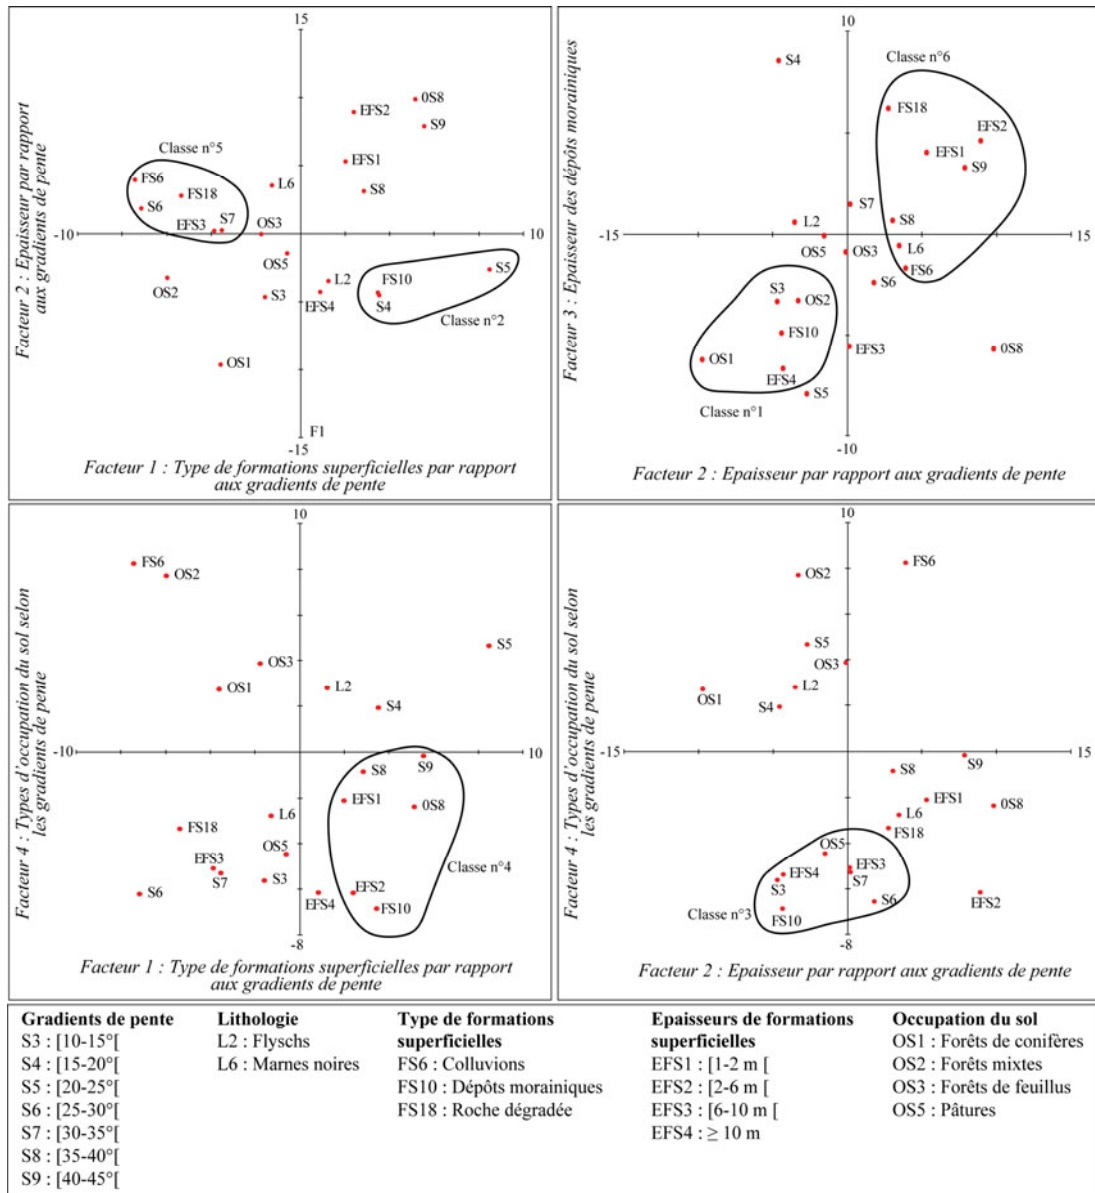 15
Facteur 2 : Epaisseur par rapport
aux gradients de pente
Classe n°5
0S8
EFS2
S9
EFS1
FS6
FS18
L6
S8
S6
EFS3
S7
OS3
-10
10
OS5
S5
OS2
L2
FS10
EFS4
S4
S3
Classe n°2
OS1
F1
-15
Facteur 1 : Type de formations superficielles par rapport
aux gradients de pente
10
Facteur 3 : Epaisseur des dépôts morainiques
S4
Classe n°6
FS18
EFS2
EFS1
S9
S7
L2
S8
-15
15
OS5
OS3
L6
FS6
S6
S3
OS2
FS10
EFS3
0S8
OS1
EFS4
S5
Classe n°1
-10
Facteur 2 : Epaisseur par rapport aux gradients de pente
10
Facteur 4 : Types d'occupation du sol selon
les gradients de pente
FS6
OS2
S5
OS3
OS1
L2
S4
-10
10
S9
S8
EFS1
0S8
L6
FS18
OS5
EFS3
S7
S3
Classe n°4
S6
EFS4
EFS2
FS10
-8
Facteur 1 : Type de formations superficielles par rapport
aux gradients de pente
10
Facteur 4 : Types d'occupation du sol selon
les gradients de pente
FS6
OS2
S5
OS3
L2
OS1
S4
-15
15
S9
S8
EFS1
0S8
L6
FS18
OS5
EFS4
EFS3
S3
S7
Classe n°3
FS10
S6
EFS2
-8
Facteur 2 : Epaisseur par rapport aux gradients de pente
Gradients de pente
S3 : [10-15°[
S4 : [15-20°[
S5 : [20-25°[
S6 : [25-30°[
S7 : [30-35°[
S8 : [35-40°[
S9 : [40-45°[
Lithologie
L2 : Flyschs
L6 : Marnes noires
Type de formations
superficielles
FS6 : Colluvions
FS10 : Dépôts morainiques
FS18 : Roche dégradée
Epaisseurs de formations
superficielles
EFS1 : [1-2 m [
EFS2 : [2-6 m [
EFS3 : [6-10 m [
EFS4 : ≥ 10 m
Occupation du sol
OS1 : Forêts de conifères
OS2 : Forêts mixtes
OS3 : Forêts de feuillus
OS5 : Pâtures